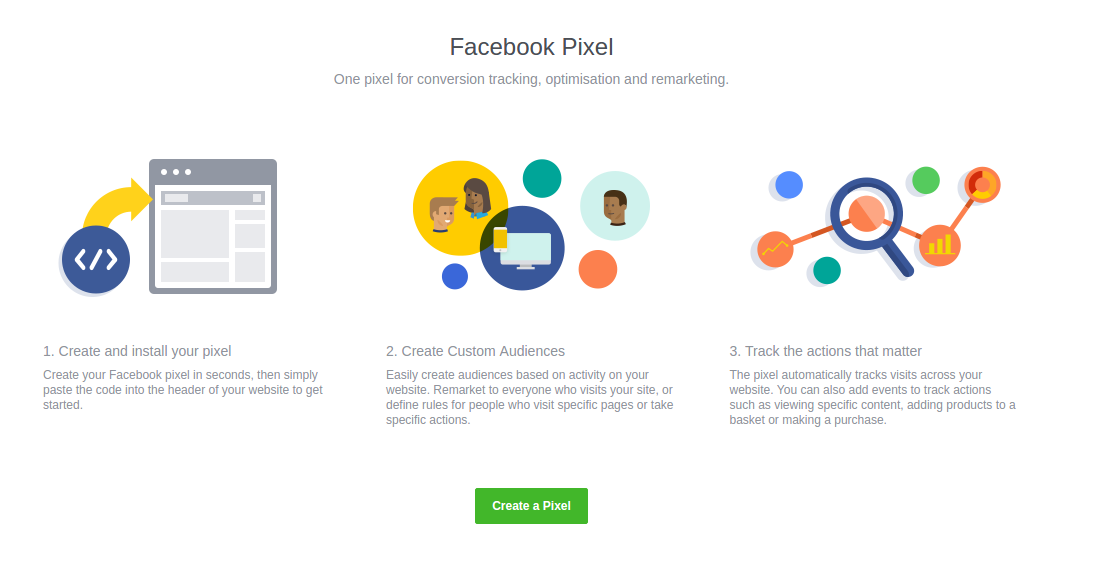 Facebook Pixel
One pixel for conversion tracking, optimisation and remarketing.
1. Create and install your pixel
Create your Facebook pixel in seconds, then simply
paste the code into the header of your website to get
started.
2. Create Custom Audiences
Easily create audiences based on activity on your
website. Remarket to everyone who visits your site, or
define rules for people who visit specific pages or take
specific actions.
3. Track the actions that matter
The pixel automatically tracks visits across your
website. You can also add events to track actions
such as viewing specific content, adding products to a
basket or making a purchase.
Create a Pixel